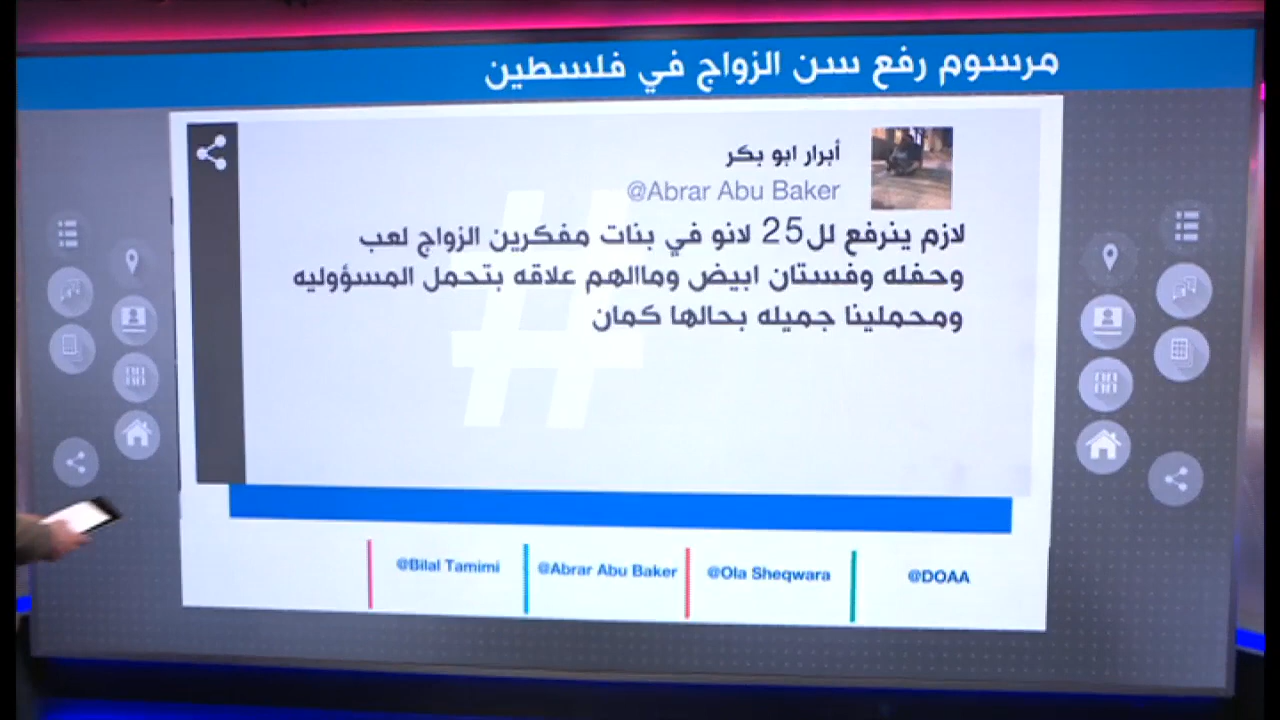 مرسوم رفع سن الزواج في فلسطين
أبرار ابو بكر
@Abrar Abu Baker
لازم ينرفع لل25 لانو في بنات مفكرين الزواج لعب
وحفله وفستان ابيض وماالهم علاقه بتحمل المسؤوليه
ومحملينا جميله بحالها كمان
@Bilal Tamimi @Abrar Abu Baker @Ola Sheqwara @DOAA